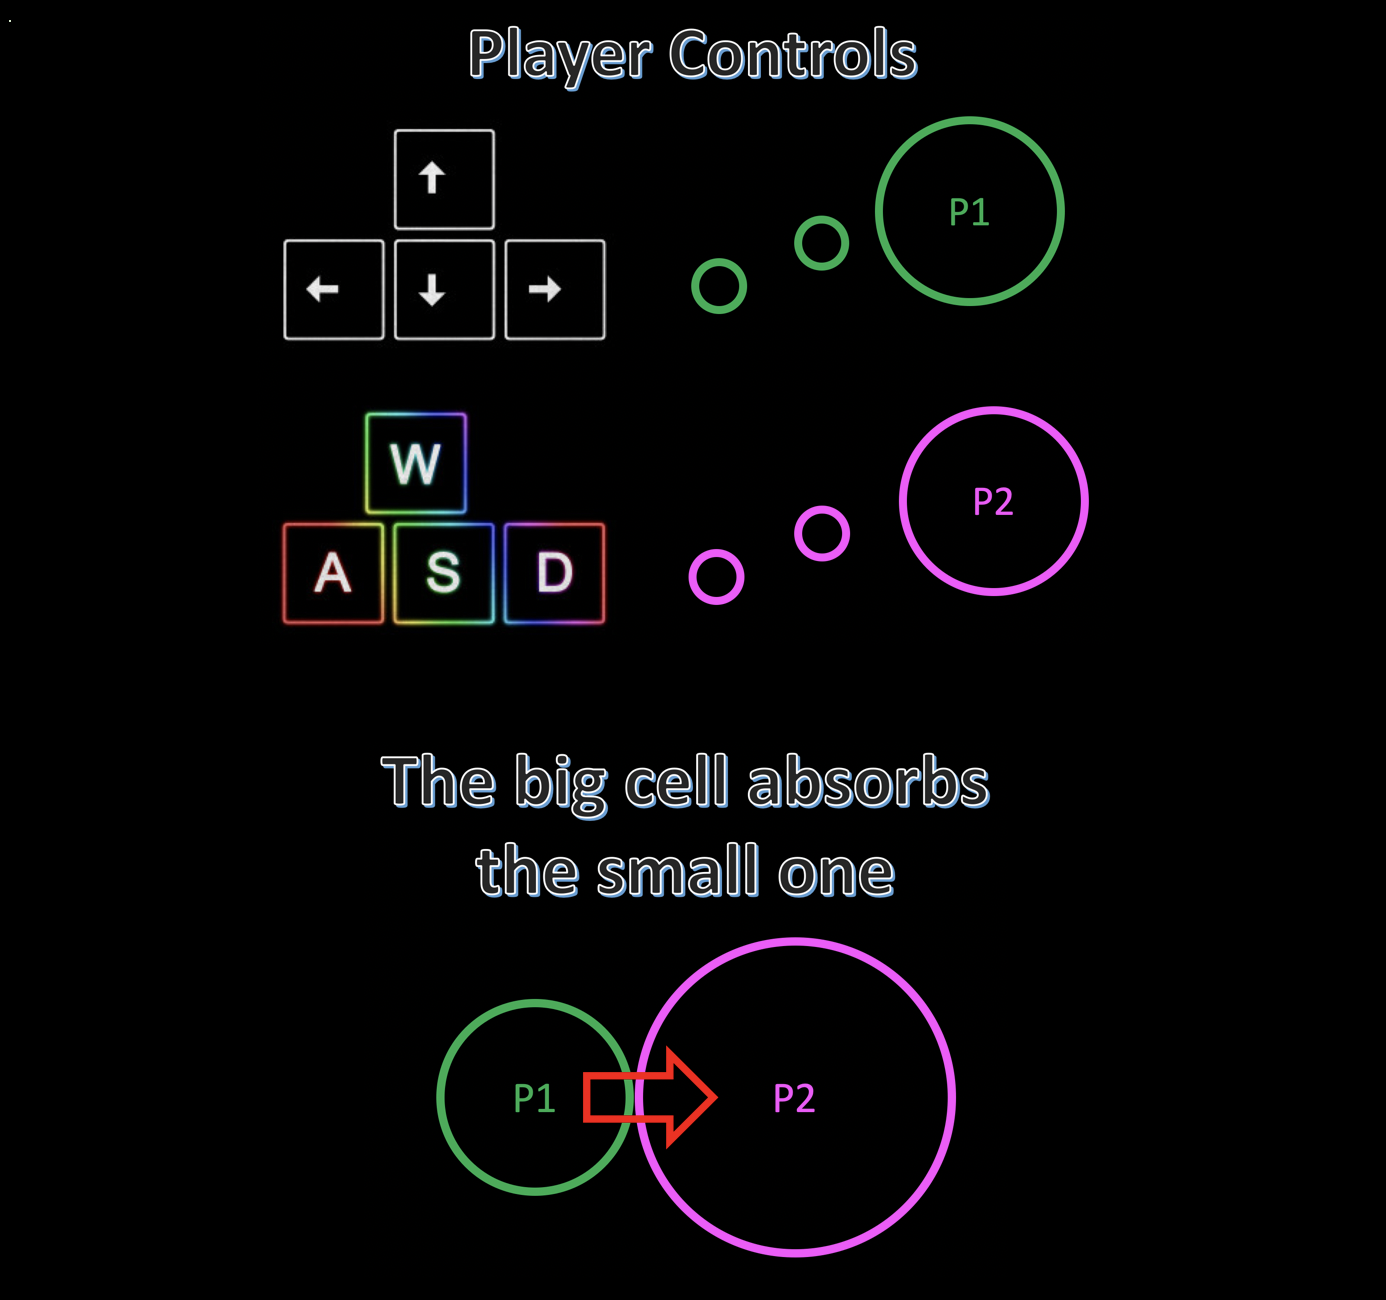 Player Controls
↑
← ↓ →
P1
W
A S D
P2
The big cell absorbs
the small one
P1
P2